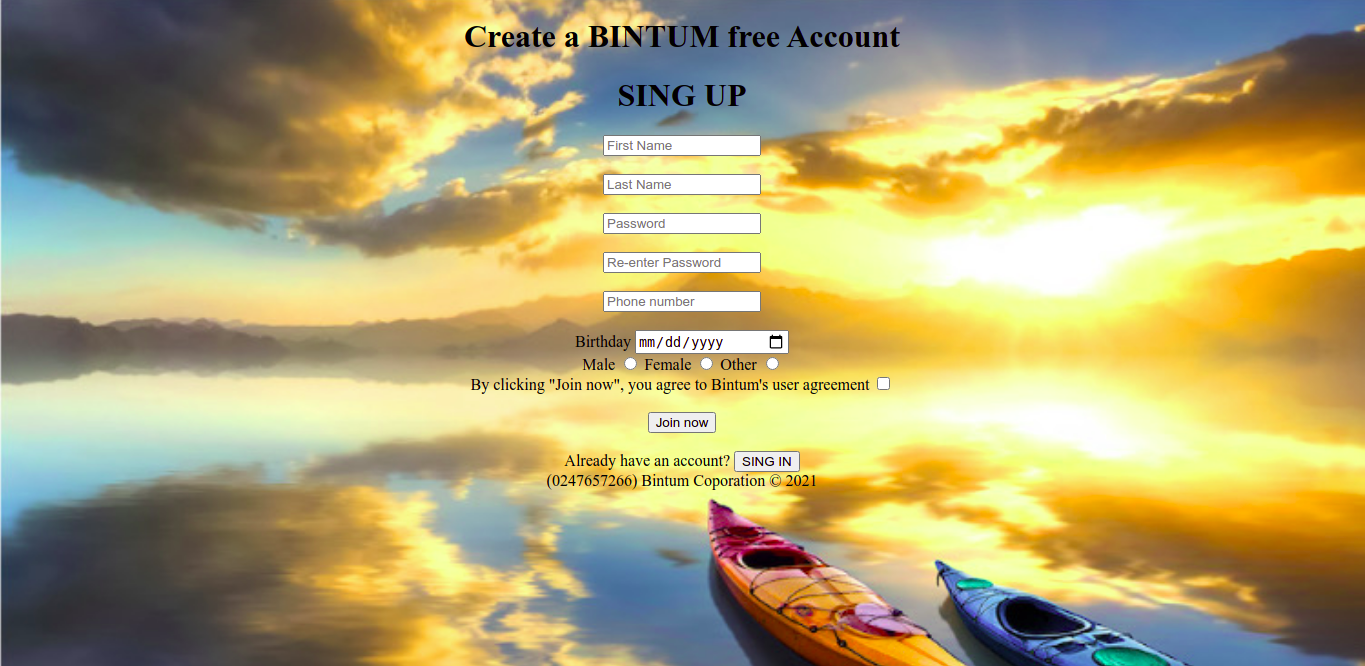 Create a BINTUM free Account
SING UP
First Name
Last Name
Password
Re-enter Password
Phone number
Birthday mm/dd/yyyy
Male Female Other
By clicking "Join now", you agree to Bintum's user agreement
Join now
Already have an account? SING IN
(0247657266) Bintum Coporation © 2021